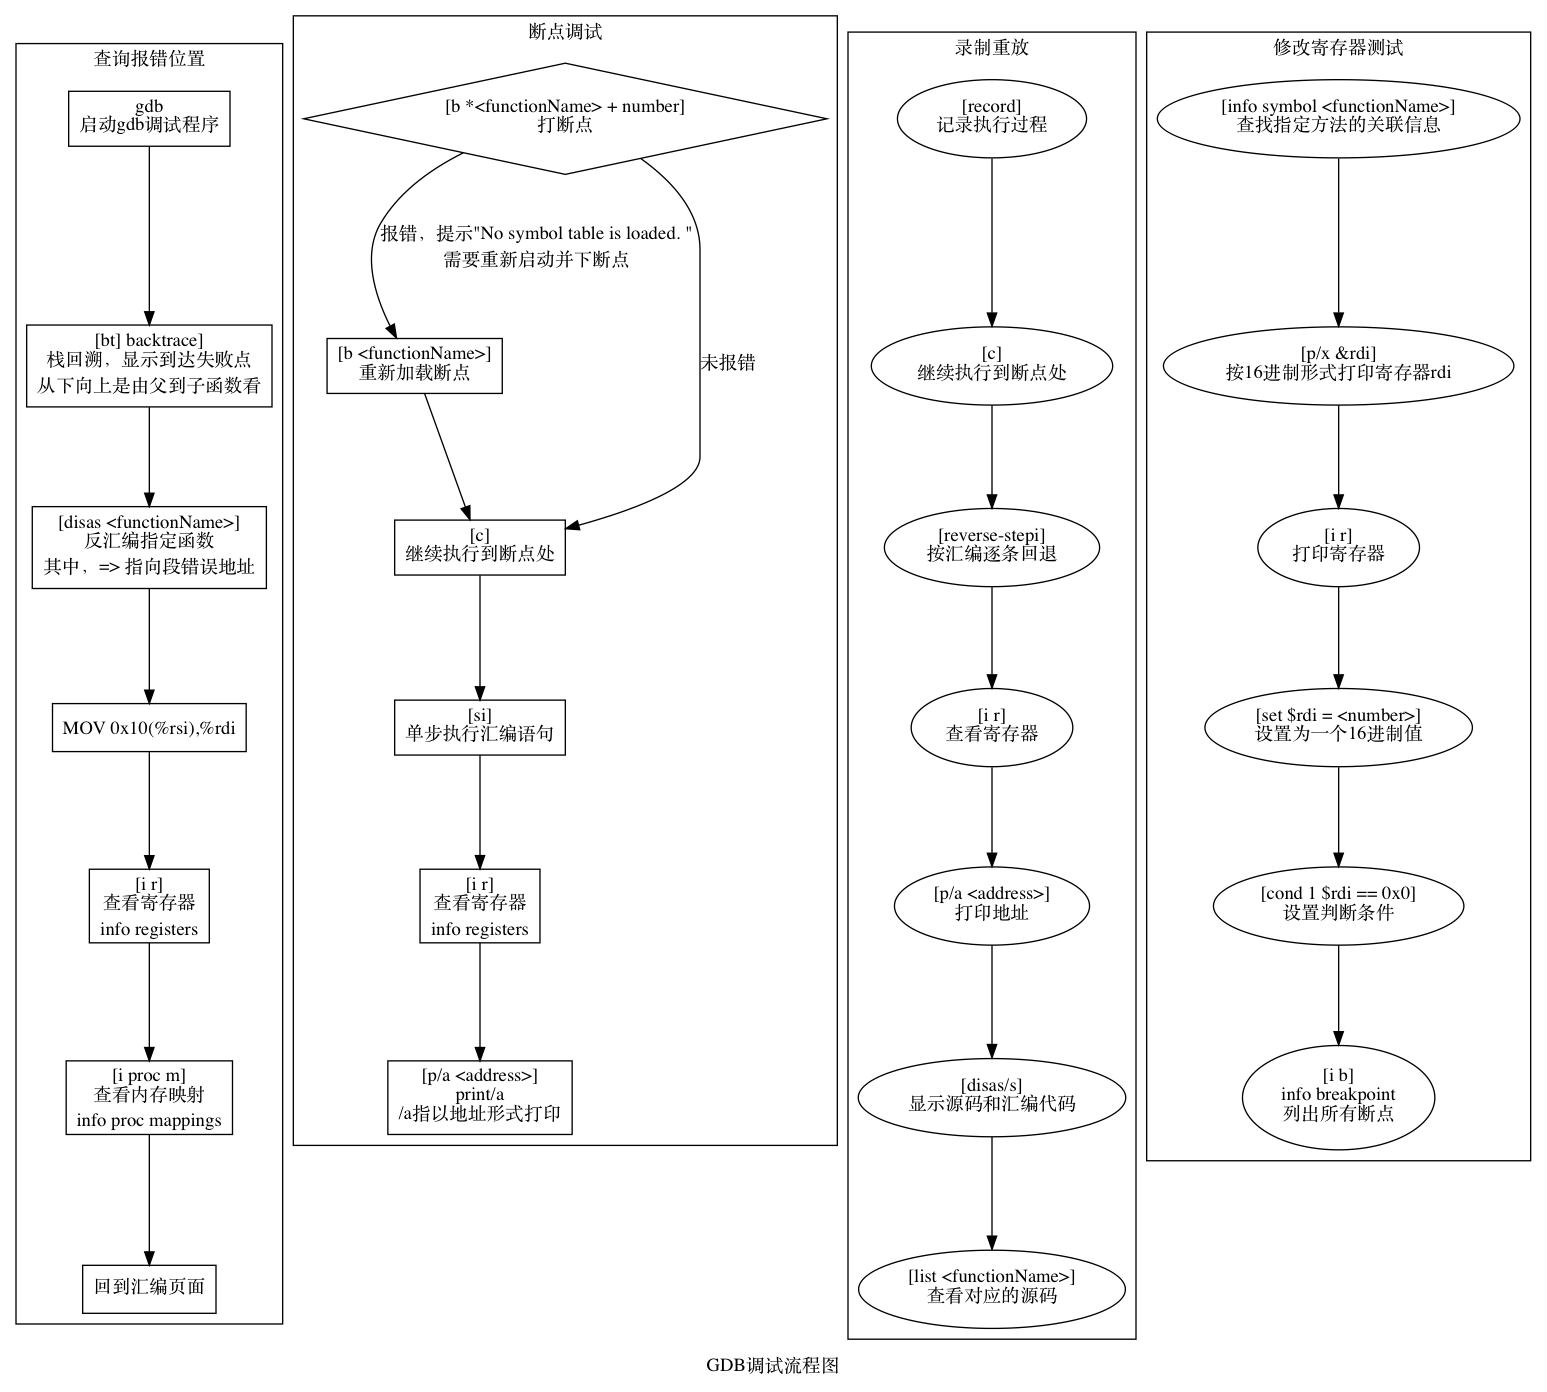 查询报错位置
gdb
启动gdb调试程序
[bt] backtrace]
栈回溯，显示到达失败点
从下向上是由父到子函数看
[disas <functionName>]
反汇编指定函数
其中，=> 指向段错误地址
MOV 0x10(%rsi),%rdi
[i r]
查看寄存器
info registers
[i proc m]
查看内存映射
info proc mappings
回到汇编页面
断点调试
[b *<functionName> + number]
打断点
报错，提示"No symbol table is loaded. "
需要重新启动并下断点
[b <functionName>]
重新加载断点
未报错
[c]
继续执行到断点处
[si]
单步执行汇编语句
[i r]
查看寄存器
info registers
[p/a <address>]
print/a
/a指以地址形式打印
录制重放
[record]
记录执行过程
[c]
继续执行到断点处
[reverse-stepi]
按汇编逐条回退
[i r]
查看寄存器
[p/a <address>]
打印地址
[disas/s]
显示源码和汇编代码
[list <functionName>]
查看对应的源码
修改寄存器测试
[info symbol <functionName>]
查找指定方法的关联信息
[p/x &rdi]
按16进制形式打印寄存器rdi
[i r]
打印寄存器
[set $rdi = <number>]
设置为一个16进制值
[cond 1 $rdi == 0x0]
设置判断条件
[i b]
info breakpoint
列出所有断点
GDB调试流程图